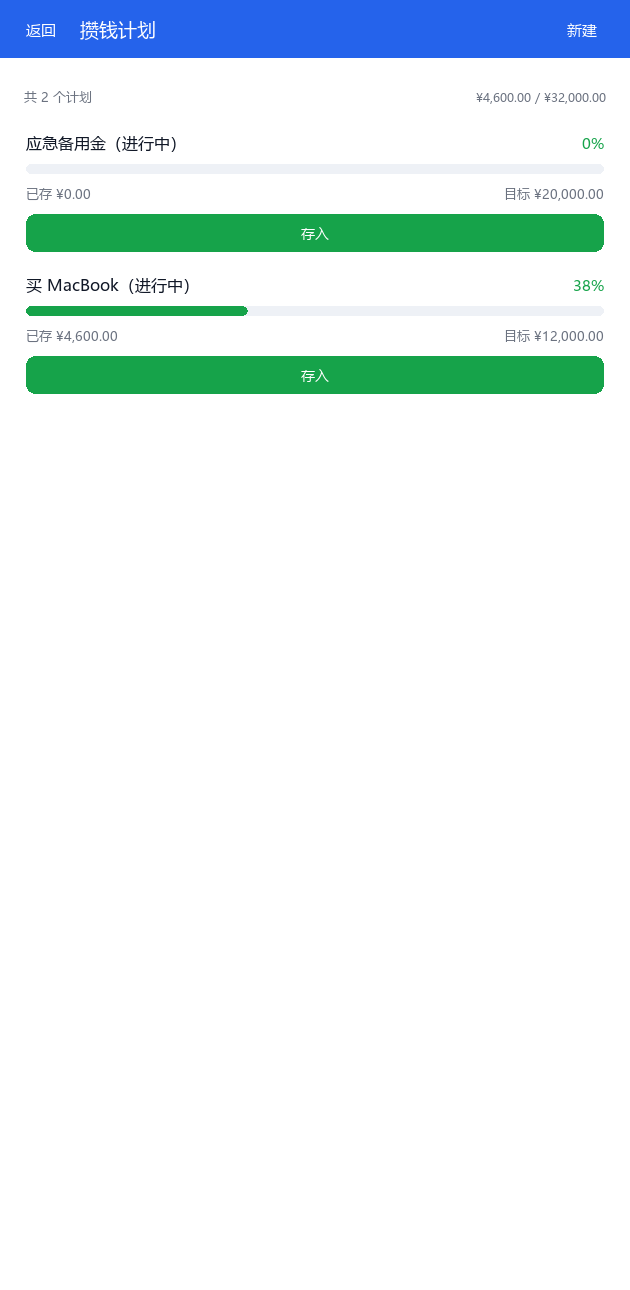 返回 攒钱计划 新建
共 2 个计划 ¥4,600.00 / ¥32,000.00
应急备用金（进行中） 0%
已存 ¥0.00 目标 ¥20,000.00
存入
买 MacBook（进行中） 38%
已存 ¥4,600.00 目标 ¥12,000.00
存入